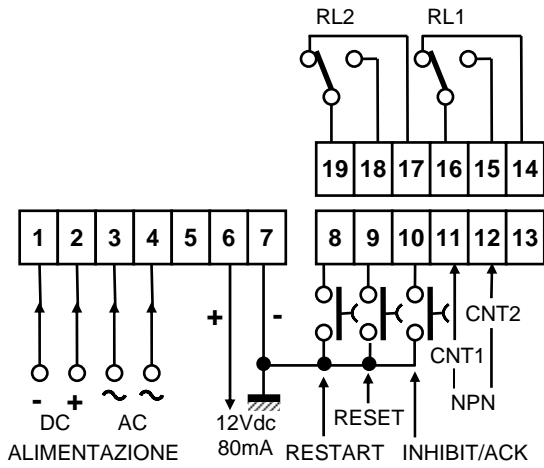 RL2 RL1
19 18 17 16 15 14
1 2 3 4 5 6 7 8 9 10 11 12 13
+ -
CNT2
CNT1
- + ~ ~
DC AC 12Vdc RESET NPN
ALIMENTAZIONE 80mA RESTART INHIBIT/ACK